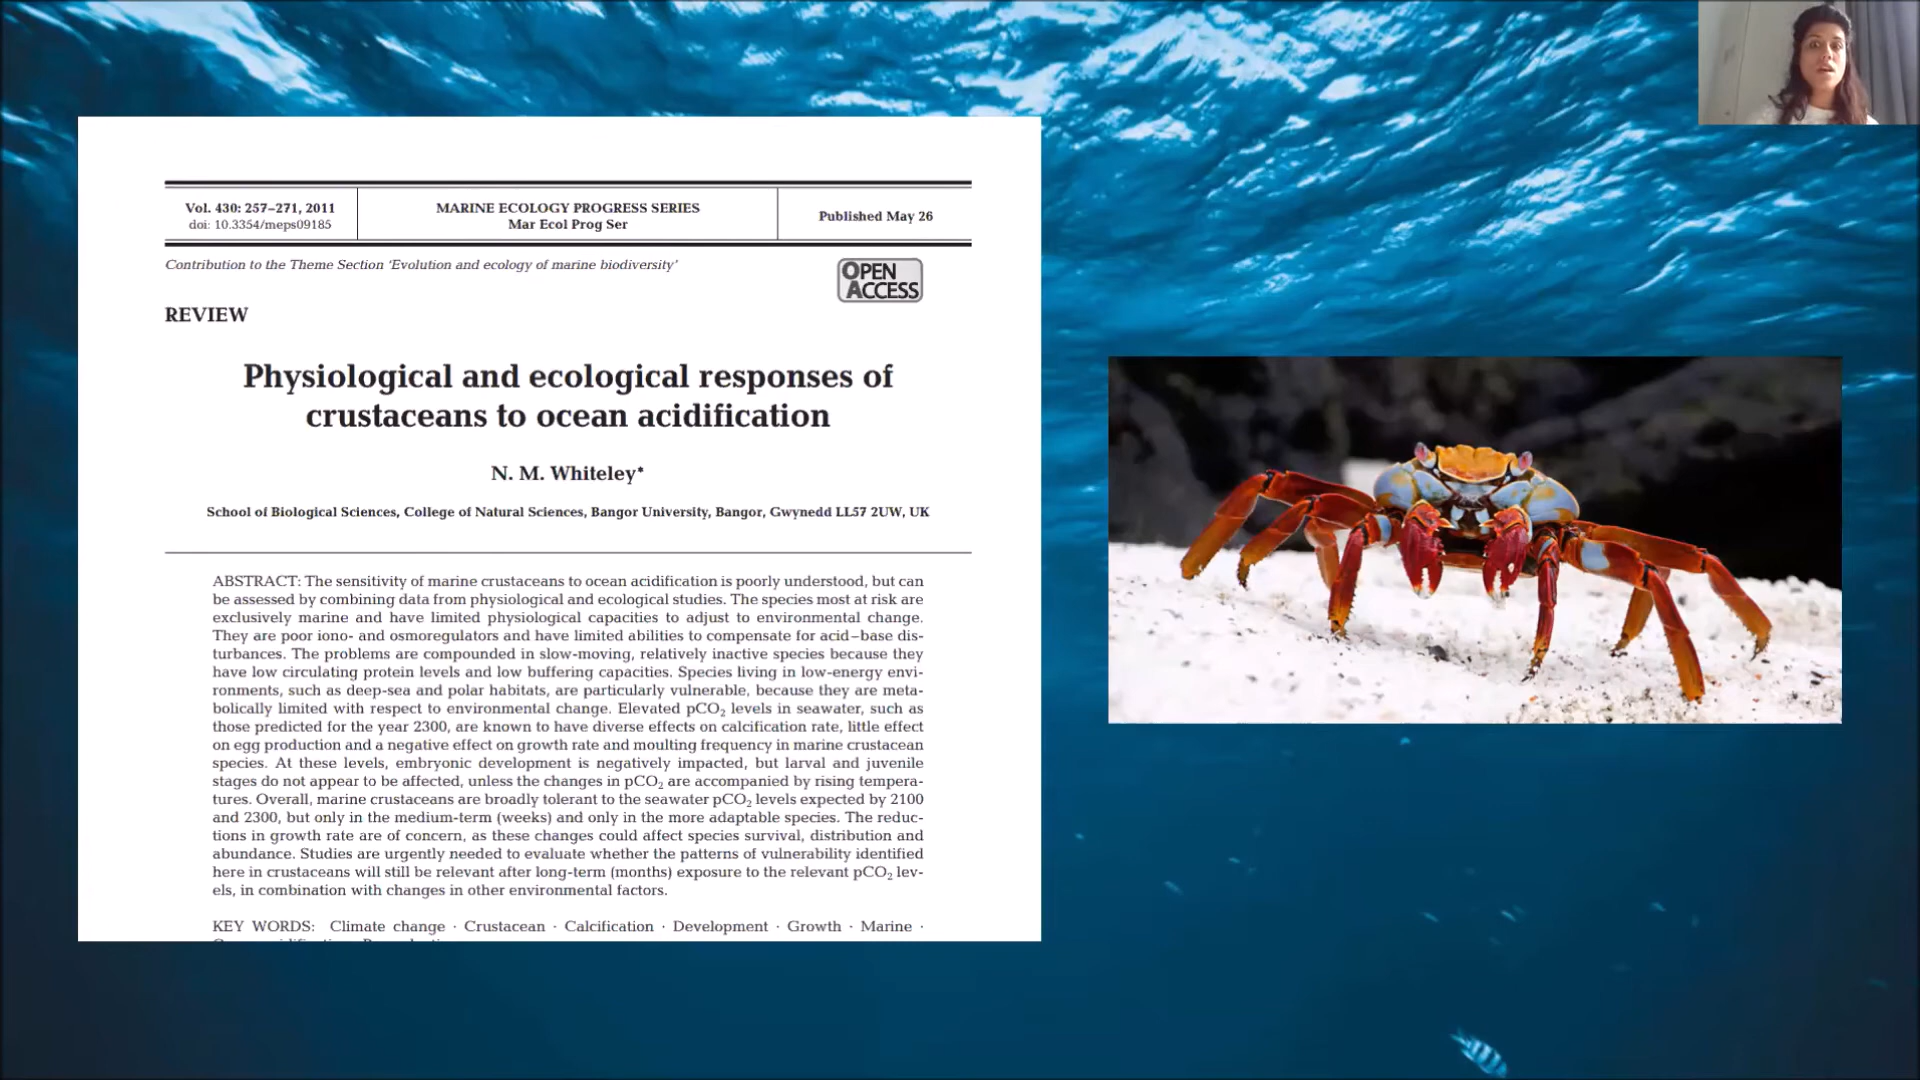 Vol. 430: 257–271, 2011
doi: 10.3354/meps09185
MARINE ECOLOGY PROGRESS SERIES
Mar Ecol Prog Ser
Published May 26
Contribution to the Theme Section ‘Evolution and ecology of marine biodiversity’
OPEN
ACCESS
REVIEW
Physiological and ecological responses of
crustaceans to ocean acidification
N. M. Whiteley*
School of Biological Sciences, College of Natural Sciences, Bangor University, Bangor, Gwynedd LL57 2UW, UK
ABSTRACT: The sensitivity of marine crustaceans to ocean acidification is poorly understood, but can
be assessed by combining data from physiological and ecological studies. The species most at risk are
exclusively marine and have limited physiological capacities to adjust to environmental change.
They are poor iono- and osmoregulators and have limited abilities to compensate for acid–base dis-
turbances. The problems are compounded in slow-moving, relatively inactive species because they
have low circulating protein levels and low buffering capacities. Species living in low-energy envi-
ronments, such as deep-sea and polar habitats, are particularly vulnerable, because they are meta-
bolically limited with respect to environmental change. Elevated pCO₂ levels in seawater, such as
those predicted for the year 2300, are known to have diverse effects on calcification rate, little effect
on egg production and a negative effect on growth rate and moulting frequency in marine crustacean
species. At these levels, embryonic development is negatively impacted, but larval and juvenile
stages do not appear to be affected, unless the changes in pCO₂ are accompanied by rising tempera-
tures. Overall, marine crustaceans are broadly tolerant to the seawater pCO₂ levels expected by 2100
and 2300, but only in the medium-term (weeks) and only in the more adaptable species. The reduc-
tions in growth rate are of concern, as these changes could affect species survival, distribution and
abundance. Studies are urgently needed to evaluate whether the patterns of vulnerability identified
here in crustaceans will still be relevant after long-term (months) exposure to the relevant pCO₂ lev-
els, in combination with changes in other environmental factors.
KEY WORDS: Climate change · Crustacean · Calcification · Development · Growth · Marine ·